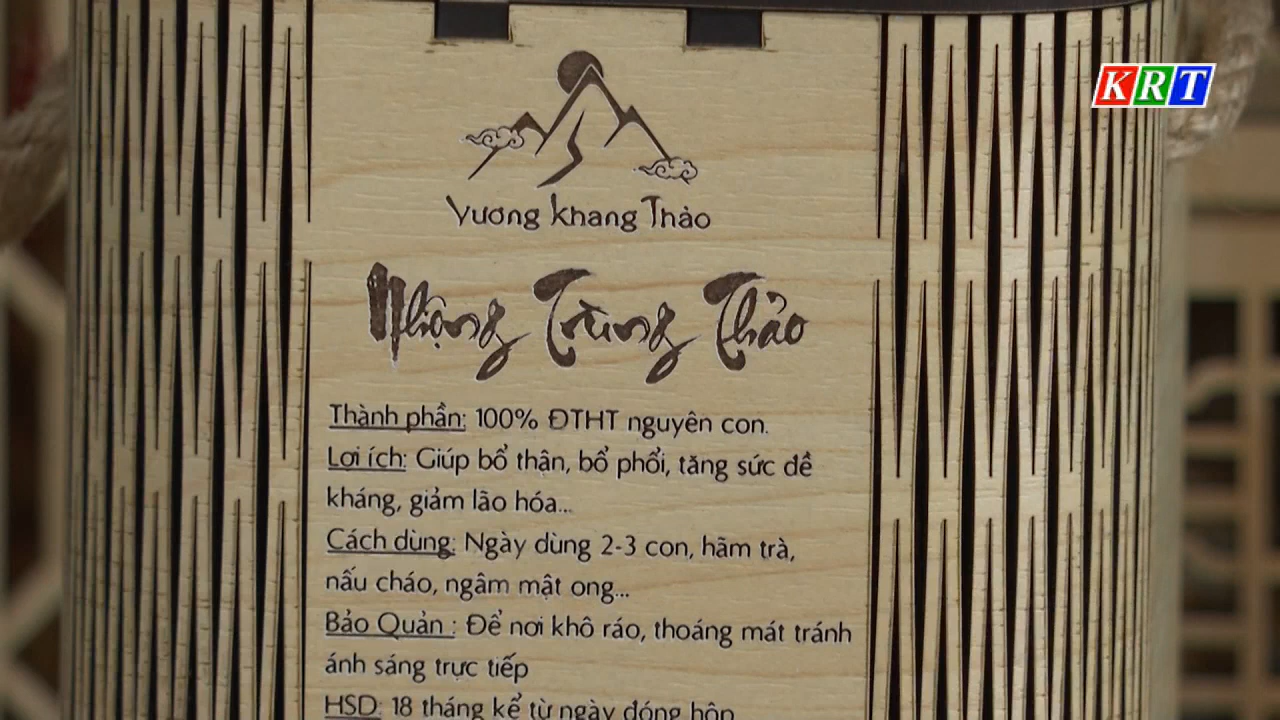 KRT
Vương Khang Thảo
Nhộng Trùng Thảo
Thành phần: 100% ĐTHT nguyên con.
Lợi ích: Giúp bổ thận, bổ phổi, tăng sức đề
kháng, giảm lão hóa...
Cách dùng: Ngày dùng 2-3 con, hãm trà,
nấu cháo, ngâm mật ong...
Bảo Quản : Để nơi khô ráo, thoáng mát tránh
ánh sáng trực tiếp
HSD: 18 tháng kể từ ngày đóng hộp